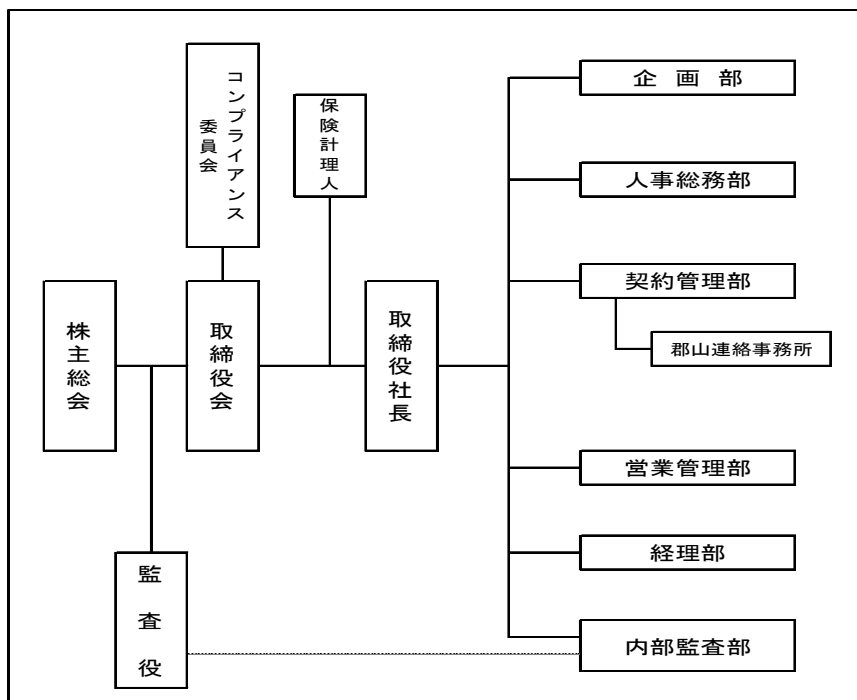 コンプライアンス
委員会
保険計理人
株主総会
取締役会
取締役社長
監査役
企画部
人事総務部
契約管理部
郡山連絡事務所
営業管理部
経理部
内部監査部